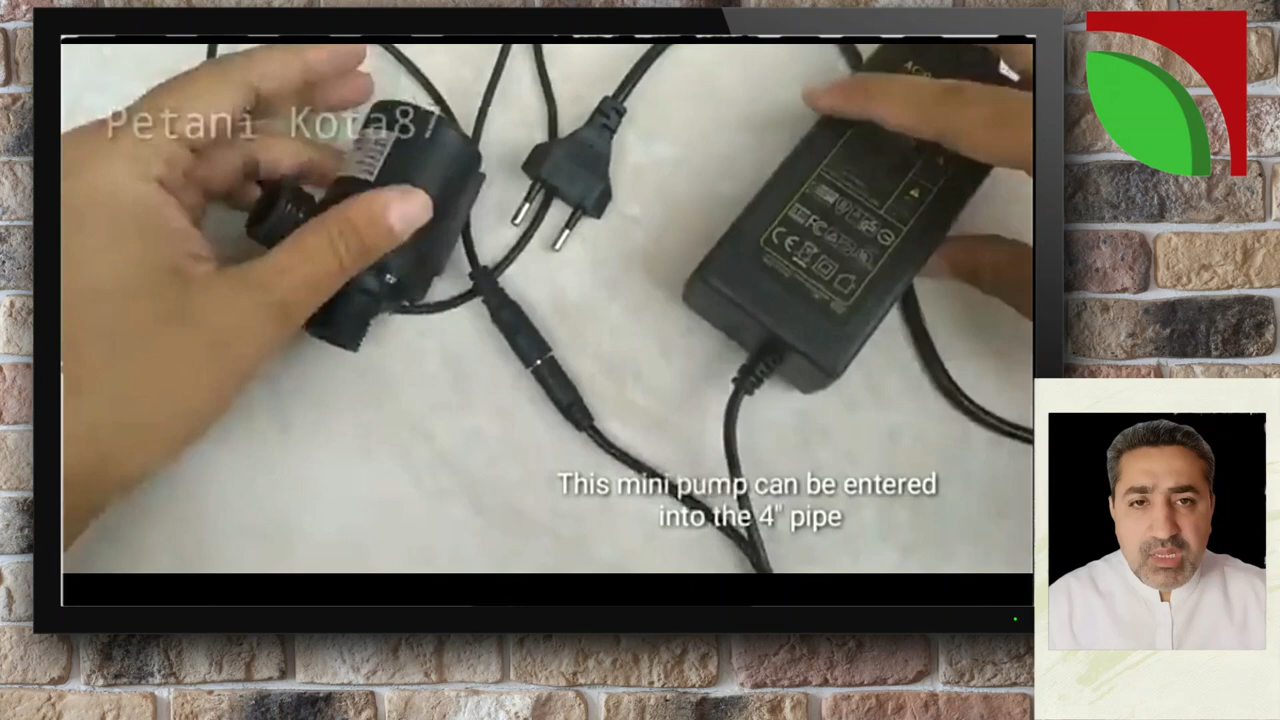 Petani Kota87
This mini pump can be entered
into the 4" pipe